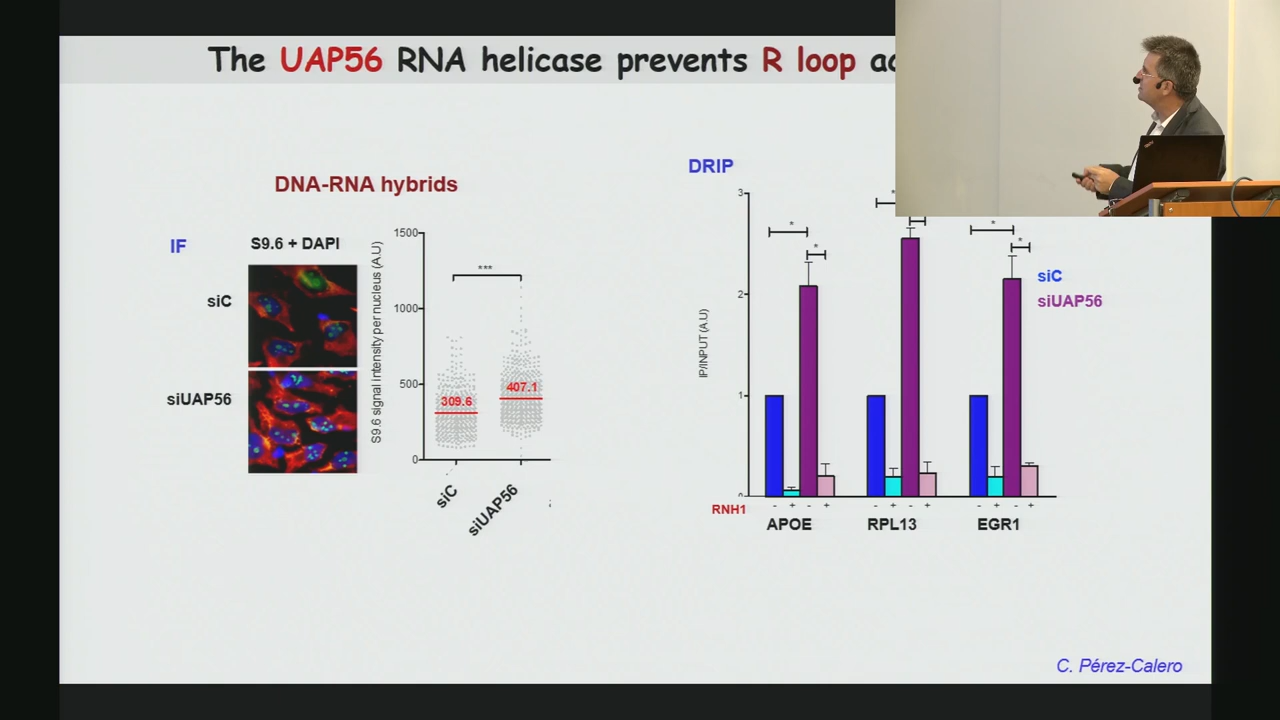 The UAP56 RNA helicase prevents R loop
DNA-RNA hybrids
IF
S9.6 + DAPI
siC
siUAP56
S9.6 signal intensity per nucleus (A.U)
1500
1000
500
0
***
309.6
407.1
siC
siUAP56
DRIP
IP/INPUT (A.U)
3
2
1
0
* * * * *
siC
siUAP56
RNH1
- + - + - + - + - + - +
APOE RPL13 EGR1
C. Pérez-Calero